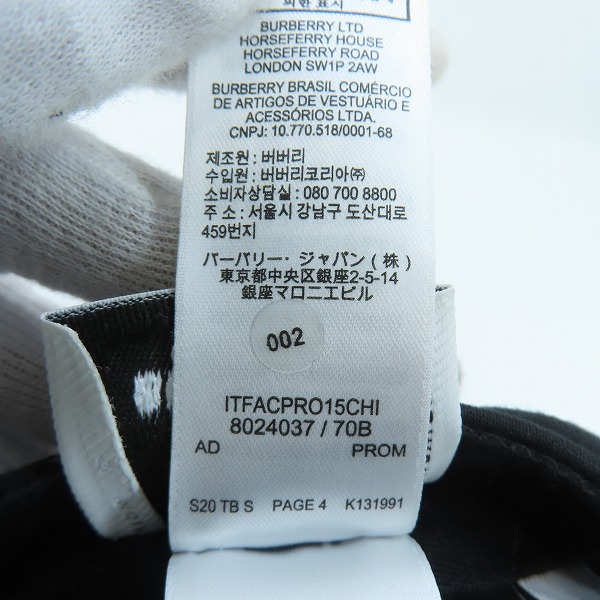 의한 표시
BURBERRY LTD
HORSEFERRY HOUSE
HORSEFERRY ROAD
LONDON SW1P 2AW
BURBERRY BRASIL COMÉRCIO
DE ARTIGOS DE VESTUÁRIO E
ACESSÓRIOS LTDA.
CNPJ: 10.770.518/0001-68
제조원 : 버버리
수입원 : 버버리코리아㈜
소비자상담실 : 080 700 8800
주 소 : 서울시 강남구 도산대로
459번지
バーバリー・ジャパン(株)
東京都中央区銀座2-5-14
銀座マロニエビル
002
ITFACPRO15CHI
8024037 / 70B
AD PROM
S20 TB S PAGE 4 K131991